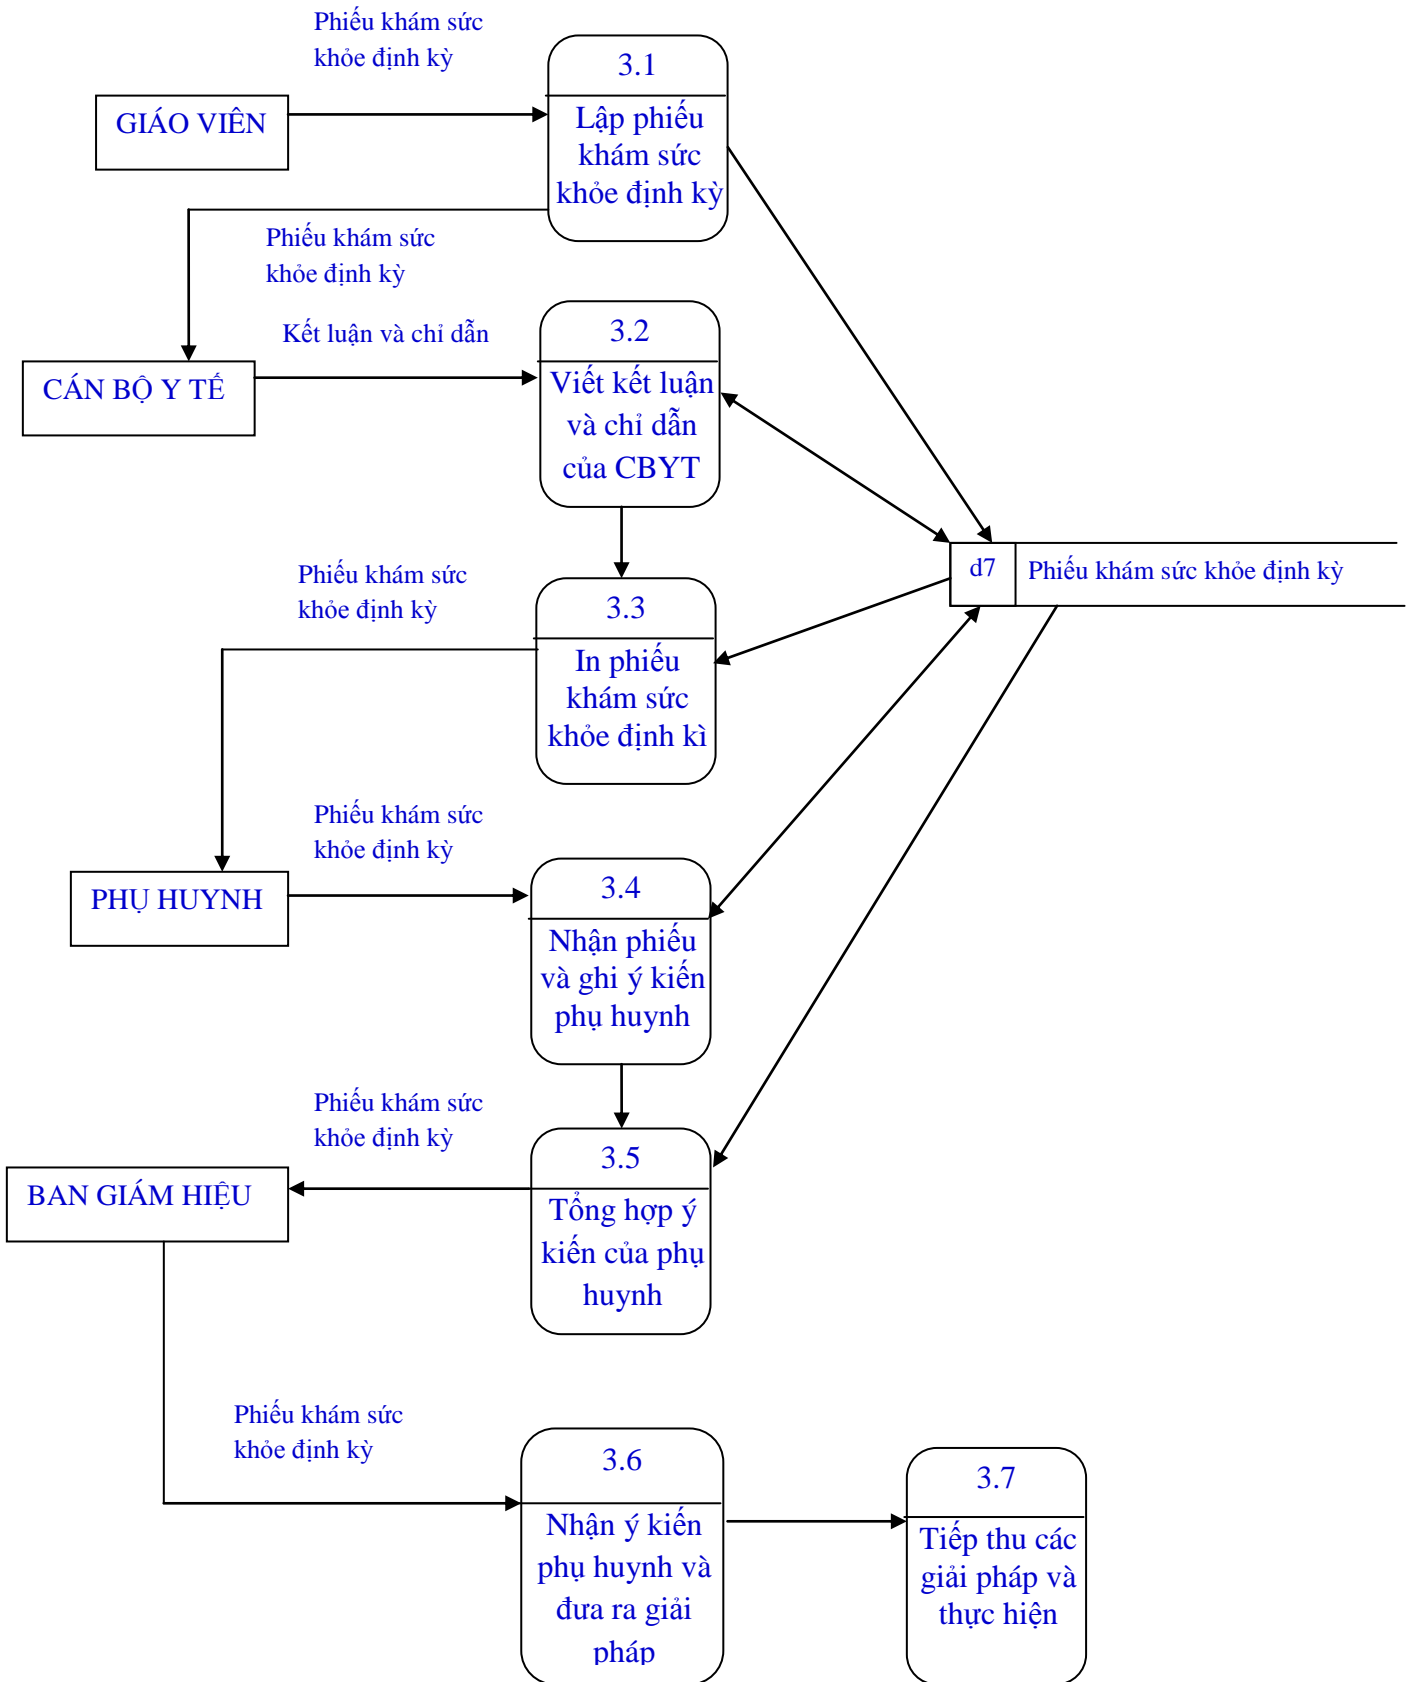 Phiếu khám sức
khỏe định kỳ
3.1
GIÁO VIÊN
Lập phiếu
khám sức
khỏe định kỳ
Phiếu khám sức
khỏe định kỳ
Kết luận và chỉ dẫn
3.2
CÁN BỘ Y TẾ
Viết kết luận
và chỉ dẫn
của CBYT
d7
Phiếu khám sức khỏe định kỳ
Phiếu khám sức
khỏe định kỳ
3.3
In phiếu
khám sức
khỏe định kì
Phiếu khám sức
khỏe định kỳ
PHỤ HUYNH
3.4
Nhận phiếu
và ghi ý kiến
phụ huynh
Phiếu khám sức
khỏe định kỳ
3.5
BAN GIÁM HIỆU
Tổng hợp ý
kiến của phụ
huynh
Phiếu khám sức
khỏe định kỳ
3.6
Nhận ý kiến
phụ huynh và
đưa ra giải
pháp
3.7
Tiếp thu các
giải pháp và
thực hiện